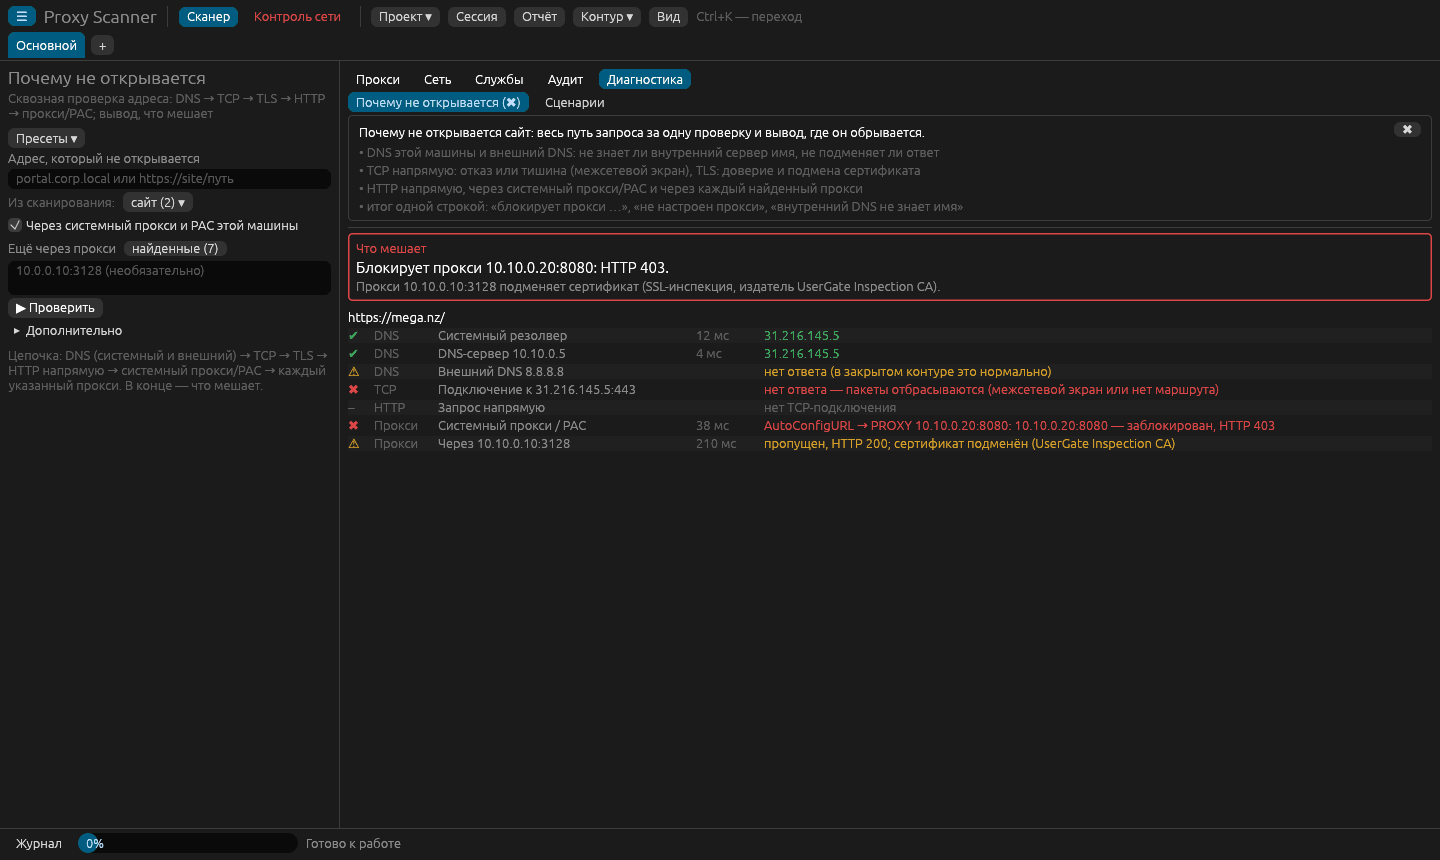 ☰ Proxy Scanner Сканер Контроль сети Проект ▾ Сессия Отчёт Контур ▾ Вид Ctrl+K — переход
Основной +
Почему не открывается
Сквозная проверка адреса: DNS → TCP → TLS → HTTP
→ прокси/PAC; вывод, что мешает
Пресеты ▾
Адрес, который не открывается
portal.corp.local или https://site/путь
Из сканирования: сайт (2) ▾
Через системный прокси и PAC этой машины
Ещё через прокси найденные (7)
10.0.0.10:3128 (необязательно)
▶ Проверить
▸ Дополнительно
Цепочка: DNS (системный и внешний) → TCP → TLS →
HTTP напрямую → системный прокси/PAC → каждый
указанный прокси. В конце — что мешает.
Прокси Сеть Службы Аудит Диагностика
Почему не открывается (✖) Сценарии
Почему не открывается сайт: весь путь запроса за одну проверку и вывод, где он обрывается. ✖
• DNS этой машины и внешний DNS: не знает ли внутренний сервер имя, не подменяет ли ответ
• TCP напрямую: отказ или тишина (межсетевой экран), TLS: доверие и подмена сертификата
• HTTP напрямую, через системный прокси/PAC и через каждый найденный прокси
• итог одной строкой: «блокирует прокси …», «не настроен прокси», «внутренний DNS не знает имя»
Что мешает
Блокирует прокси 10.10.0.20:8080: HTTP 403.
Прокси 10.10.0.10:3128 подменяет сертификат (SSL-инспекция, издатель UserGate Inspection CA).
https://mega.nz/
✔ DNS Системный резолвер 12 мс 31.216.145.5
✔ DNS DNS-сервер 10.10.0.5 4 мс 31.216.145.5
⚠ DNS Внешний DNS 8.8.8.8 нет ответа (в закрытом контуре это нормально)
✖ TCP Подключение к 31.216.145.5:443 нет ответа — пакеты отбрасываются (межсетевой экран или нет маршрута)
– HTTP Запрос напрямую нет TCP-подключения
✖ Прокси Системный прокси / PAC 38 мс AutoConfigURL → PROXY 10.10.0.20:8080: 10.10.0.20:8080 — заблокирован, HTTP 403
⚠ Прокси Через 10.10.0.10:3128 210 мс пропущен, HTTP 200; сертификат подменён (UserGate Inspection CA)
Журнал 0% Готово к работе